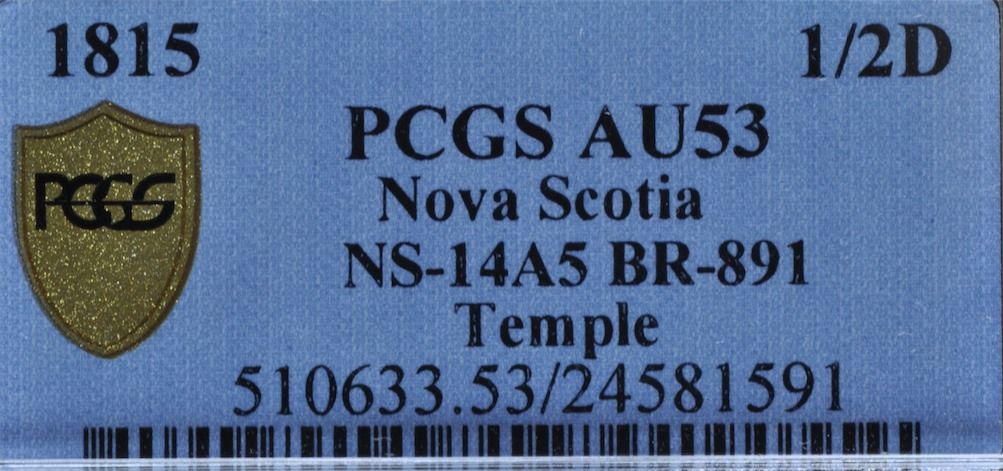 1815 1/2D
PCGS AU53
PCGS
Nova Scotia
NS-14A5 BR-891
Temple
510633.53/24581591